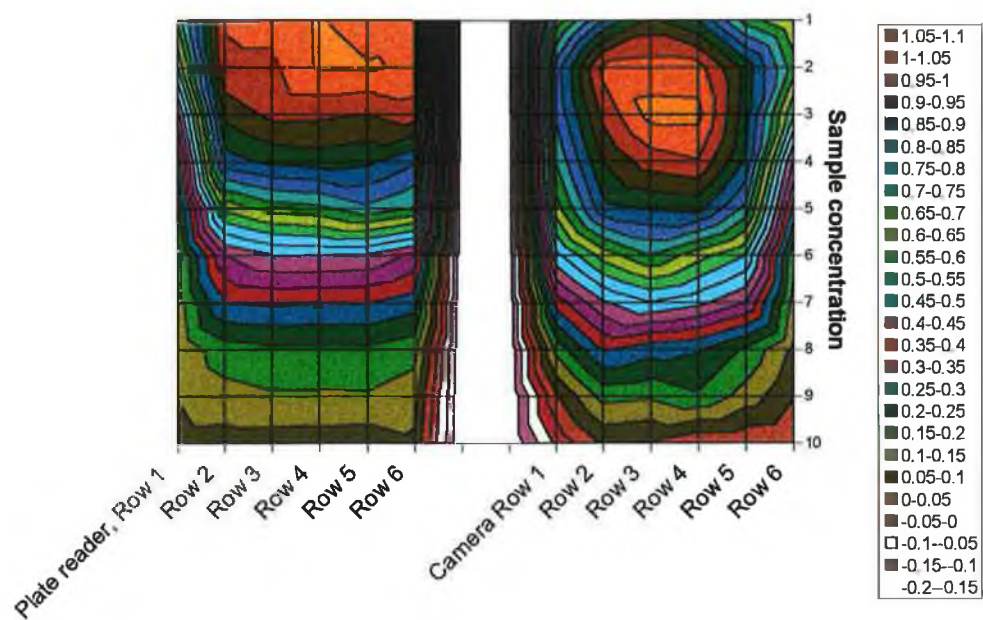 1
2
3
4
5
6
7
8
9
10
Sample concentration
Plate reader, Row 1
Row 2
Row 3
Row 4
Row 5
Row 6
Camera Row 1
Row 2
Row 3
Row 4
Row 5
Row 6
1.05-1.1
1-1.05
0.95-1
0.9-0.95
0.85-0.9
0.8-0.85
0.75-0.8
0.7-0.75
0.65-0.7
0.6-0.65
0.55-0.6
0.5-0.55
0.45-0.5
0.4-0.45
0.35-0.4
0.3-0.35
0.25-0.3
0.2-0.25
0.15-0.2
0.1-0.15
0.05-0.1
0-0.05
-0.05-0
-0.1--0.05
-0.15--0.1
-0.2--0.15